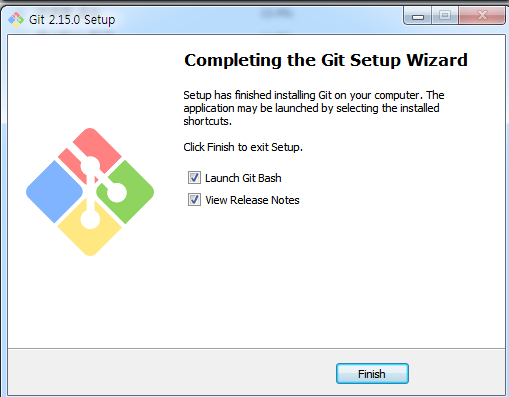 Git 2.15.0 Setup
Completing the Git Setup Wizard
Setup has finished installing Git on your computer. The
application may be launched by selecting the installed
shortcuts.
Click Finish to exit Setup.
Launch Git Bash
View Release Notes
Finish